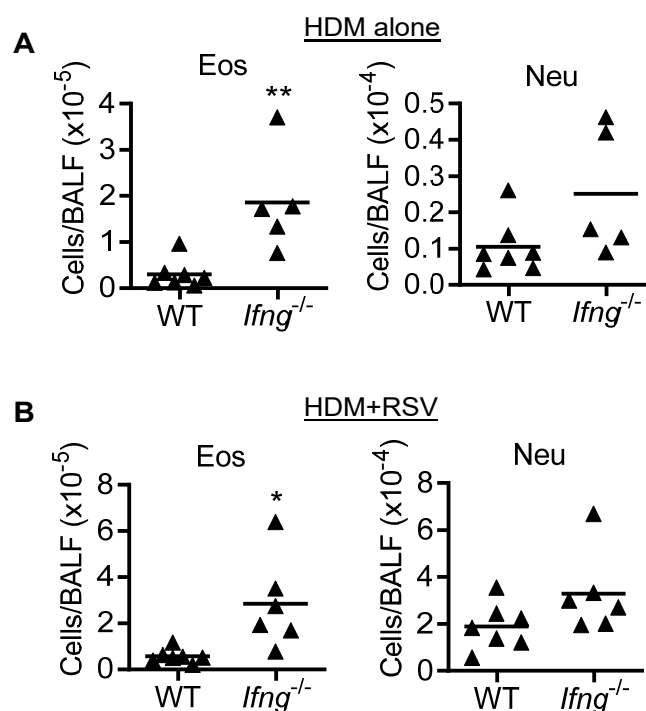 A
HDM alone
Eos
Neu
Cells/BALF (x10⁻⁵)
4
3
2
1
0
**
WT
Ifng⁻/⁻
Cells/BALF (x10⁻⁴)
0.5
0.4
0.3
0.2
0.1
0.0
WT
Ifng⁻/⁻
B
HDM+RSV
Eos
Neu
Cells/BALF (x10⁻⁵)
8
6
4
2
0
*
WT
Ifng⁻/⁻
Cells/BALF (x10⁻⁴)
8
6
4
2
0
WT
Ifng⁻/⁻